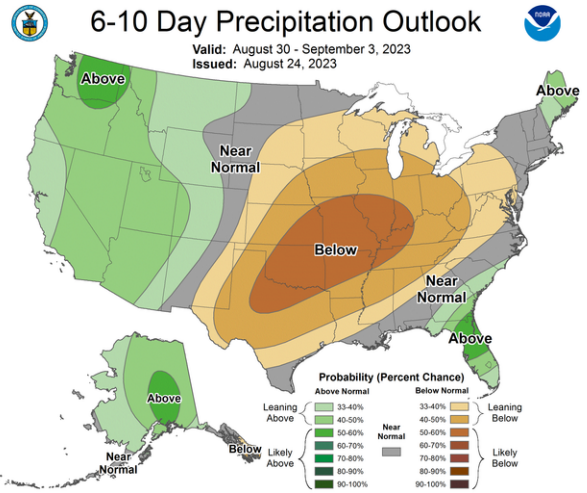 6-10 Day Precipitation Outlook
NOAA
Valid: August 30 - September 3, 2023
Issued: August 24, 2023
Above
Above
Near
Normal
Below
Near
Normal
Above
Above
Near
Normal
Below
Probability (Percent Chance)
Above Normal
Below Normal
Leaning
Above
33-40%
40-50%
Likely
Above
50-60%
60-70%
70-80%
80-90%
90-100%
Near
Normal
33-40%
40-50%
Leaning
Below
50-60%
60-70%
70-80%
80-90%
90-100%
Likely
Below